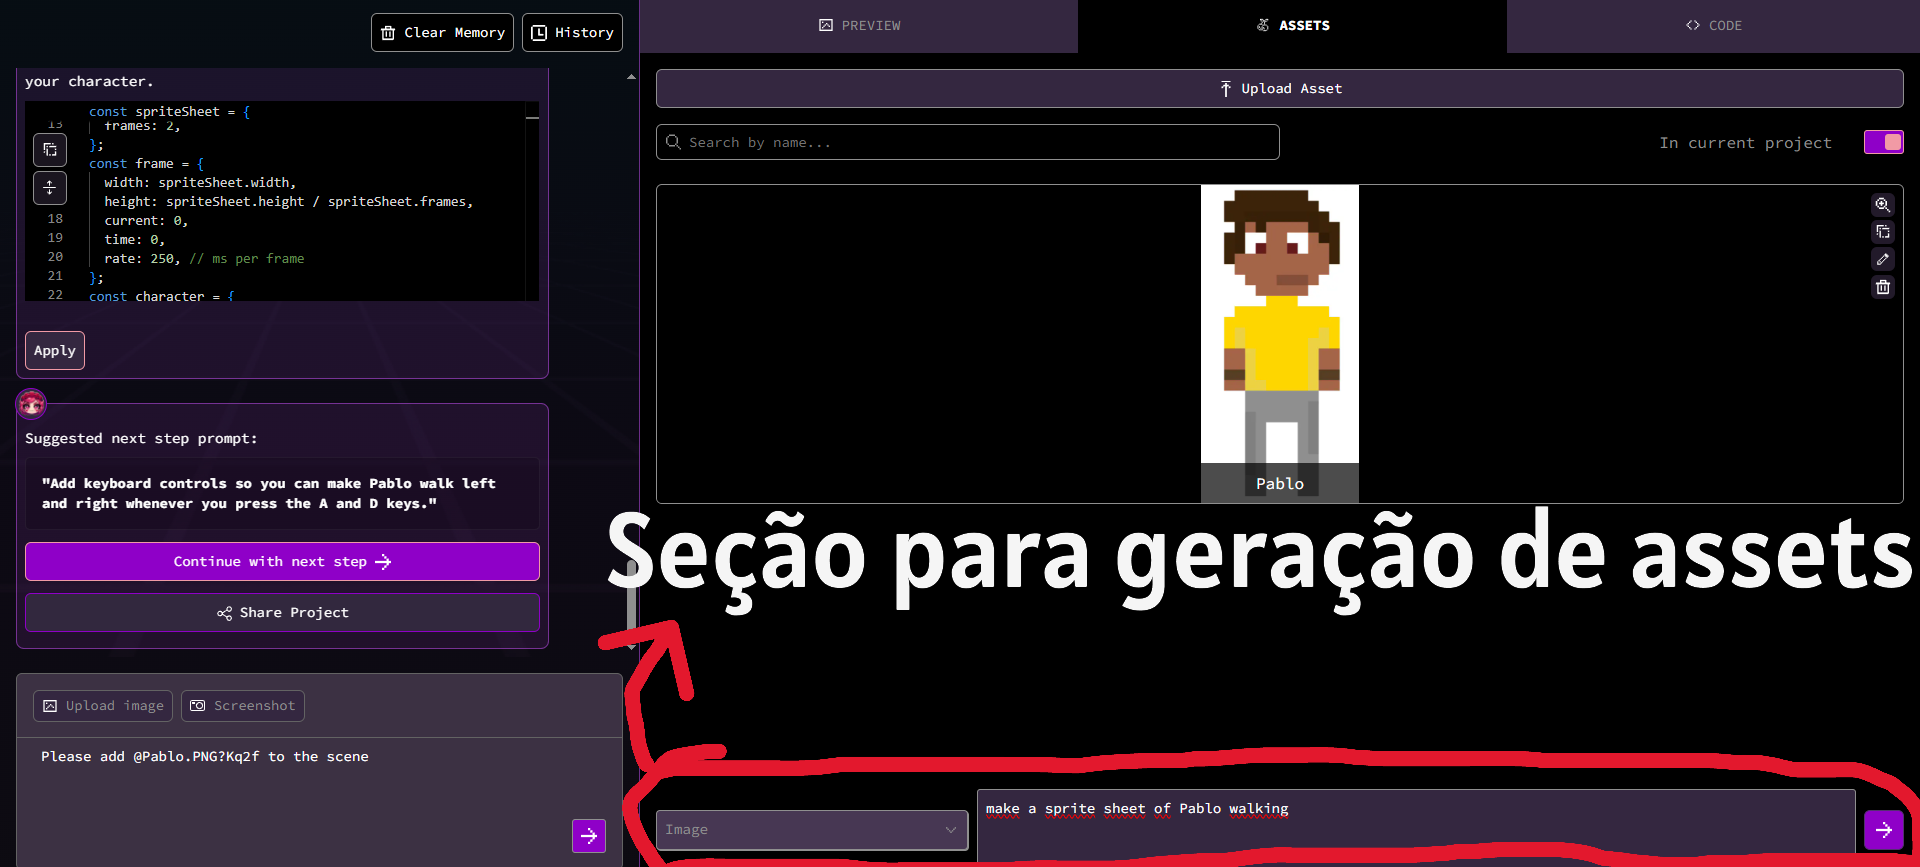 Clear Memory
History
your character.
const spriteSheet = {
13
frames: 2,
};
const frame = {
width: spriteSheet.width,
height: spriteSheet.height / spriteSheet.frames,
18
current: 0,
19
time: 0,
20
rate: 250, // ms per frame
21
};
22
const character = {
Apply
Suggested next step prompt:
"Add keyboard controls so you can make Pablo walk left
and right whenever you press the A and D keys."
Continue with next step
Share Project
Upload image
Screenshot
Please add @Pablo.PNG?Kq2f to the scene
PREVIEW
ASSETS
CODE
Upload Asset
Search by name...
In current project
Pablo
Seção para geração de assets
Image
make a sprite sheet of Pablo walking